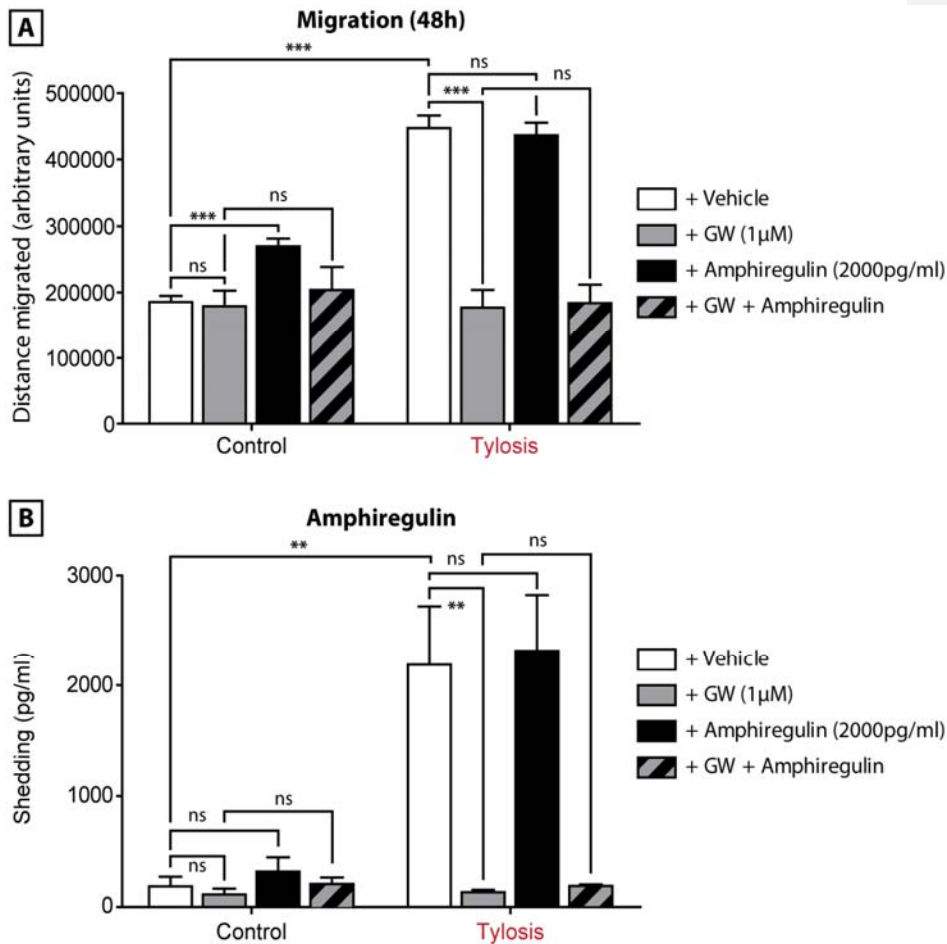 A
Migration (48h)
Distance migrated (arbitrary units)
500000
400000
300000
200000
100000
0
***
ns
ns
***
***
ns
ns
Control
Tylosis
+ Vehicle
+ GW (1μM)
+ Amphiregulin (2000pg/ml)
+ GW + Amphiregulin
B
Amphiregulin
Shedding (pg/ml)
3000
2000
1000
0
**
ns
ns
**
ns
ns
ns
Control
Tylosis
+ Vehicle
+ GW (1μM)
+ Amphiregulin (2000pg/ml)
+ GW + Amphiregulin